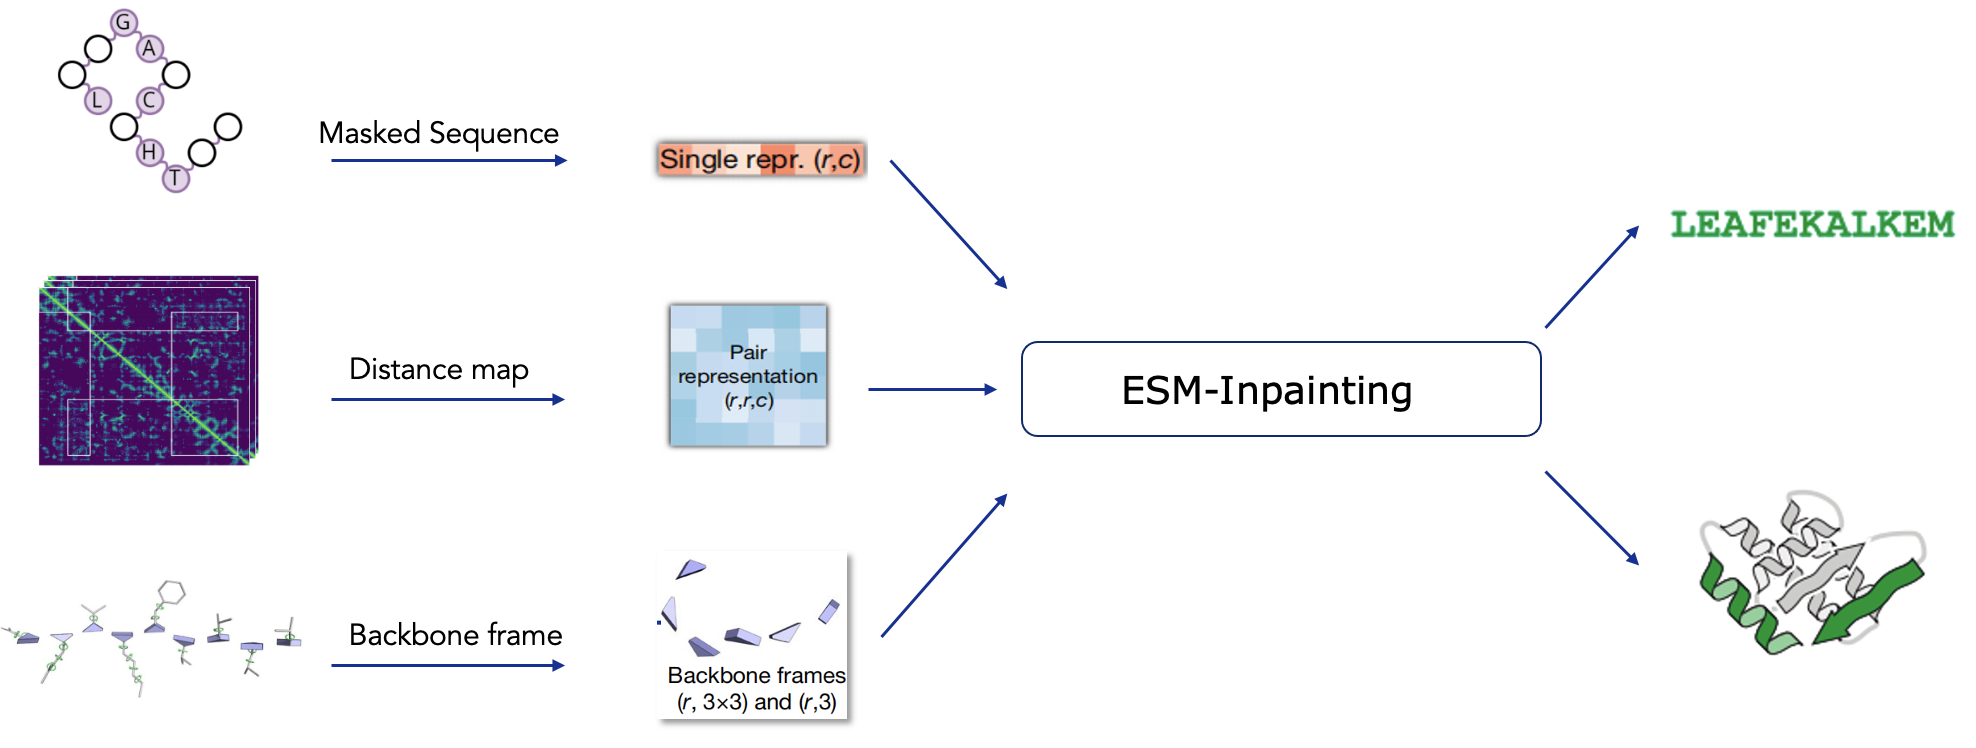 G
A
L
C
H
T
Masked Sequence
Single repr. (r,c)
LEAFEKALKEM
Distance map
Pair
representation
(r,r,c)
ESM-Inpainting
Backbone frame
Backbone frames
(r, 3×3) and (r,3)